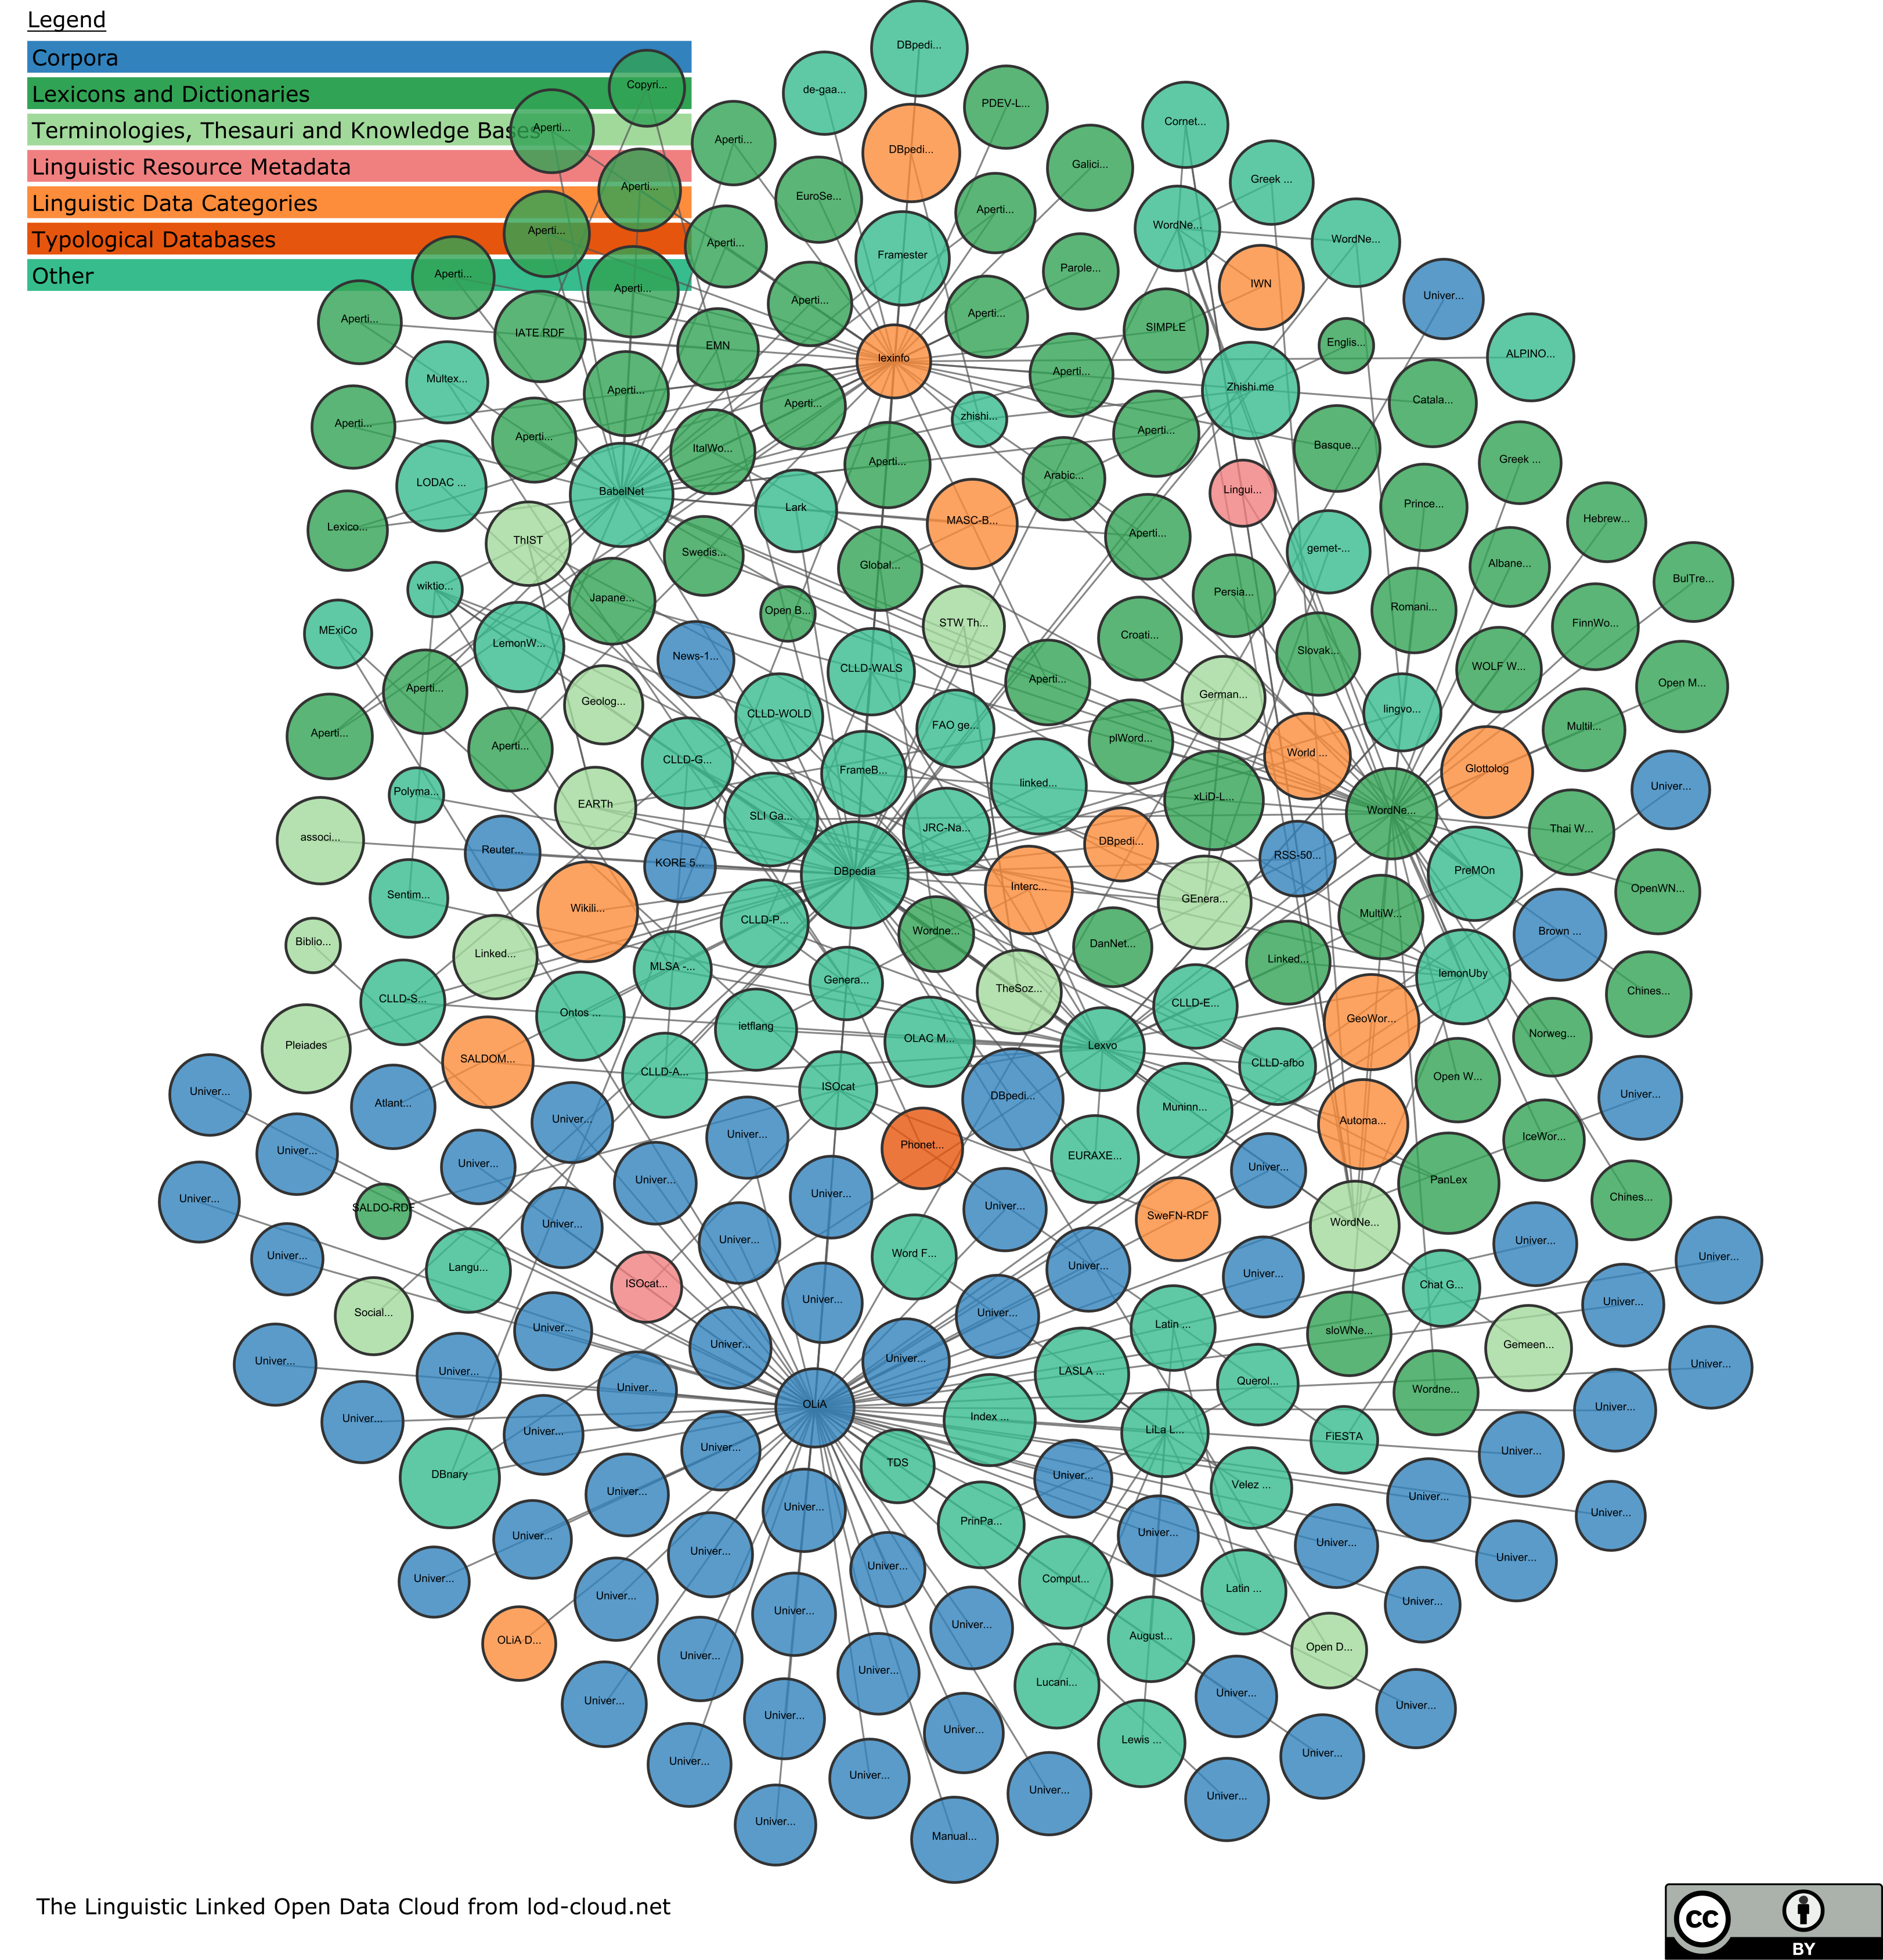 Legend
Corpora
Lexicons and Dictionaries
Terminologies, Thesauri and Knowledge Bases
Linguistic Resource Metadata
Linguistic Data Categories
Typological Databases
Other
DBpedi...
Copyri...
de-gaa...
PDEV-L...
Aperti...
Cornet...
Aperti...
DBpedi...
Galici...
Aperti...
EuroSe...
Greek ...
Aperti...
Aperti...
Aperti...
Framester
WordNe...
WordNe...
Aperti...
Aperti...
Aperti...
Parole...
IWN
Univer...
Aperti...
IATE RDF
EMN
Aperti...
SIMPLE
Englis...
lexinfo
ALPINO...
Multex...
Aperti...
Aperti...
Aperti...
Zhishi.me
Catala...
Aperti...
Aperti...
ItalWo...
zhishi...
Aperti...
Basque...
LODAC ...
BabelNet
Aperti...
Arabic...
Greek ...
Lexico...
ThIST
Lark
MASC-B...
Aperti...
Lingui...
Prince...
Hebrew...
Swedis...
Global...
gemet-...
Albane...
BulTre...
wiktio...
Japane...
Open B...
Persia...
Romani...
MExiCo
LemonW...
News-1...
STW Th...
Croati...
Slovak...
FinnWo...
Aperti...
Geolog...
CLLD-WALS
Aperti...
German...
WOLF W...
Open M...
Aperti...
Aperti...
CLLD-WOLD
FAO ge...
plWord...
lingvo...
Multil...
CLLD-G...
FrameB...
linked...
World ...
Glottolog
Polyma...
EARTh
SLI Ga...
JRC-Na...
xLiD-L...
WordNe...
Univer...
associ...
Reuter...
KORE 5...
DBpedia
DBpedi...
RSS-50...
Thai W...
Sentim...
Wikili...
CLLD-P...
Interc...
GEnera...
PreMOn
OpenWN...
Biblio...
Linked...
MLSA -...
Wordne...
DanNet...
MultiW...
Brown ...
CLLD-S...
Ontos ...
Genera...
TheSoz...
Linked...
lemonUby
Chines...
Pleiades
SALDOM...
ietflang
OLAC M...
Lexvo
CLLD-E...
GeoWor...
Norweg...
Univer...
Atlant...
CLLD-A...
ISOcat
DBpedi...
CLLD-afbo
Open W...
Univer...
Univer...
Univer...
Univer...
Phonet...
Muninn...
Automa...
IceWor...
Univer...
Univer...
Univer...
Univer...
EURAXE...
Univer...
PanLex
Chines...
SALDO-RDF
Univer...
Univer...
Univer...
SweFN-RDF
WordNe...
Univer...
Langu...
ISOcat...
Word F...
Univer...
Univer...
Univer...
Univer...
Social...
Univer...
Univer...
Univer...
Latin ...
Chat G...
Univer...
Univer...
Univer...
Univer...
Univer...
LASLA ...
sloWNe...
Gemeen...
Univer...
Univer...
Univer...
OLiA
Index ...
Querol...
Wordne...
Univer...
DBnary
Univer...
Univer...
TDS
LiLa L...
FiESTA
Univer...
Univer...
Univer...
Univer...
Univer...
Velez ...
Univer...
Univer...
Univer...
Univer...
Univer...
PrinPa...
Univer...
Univer...
Univer...
OLiA D...
Univer...
Univer...
Comput...
Latin ...
Univer...
Univer...
Univer...
Univer...
Univer...
August...
Open D...
Univer...
Univer...
Univer...
Lucani...
Univer...
Univer...
Univer...
Univer...
Univer...
Lewis ...
Univer...
Manual...
Univer...
The Linguistic Linked Open Data Cloud from lod-cloud.net
CC
BY